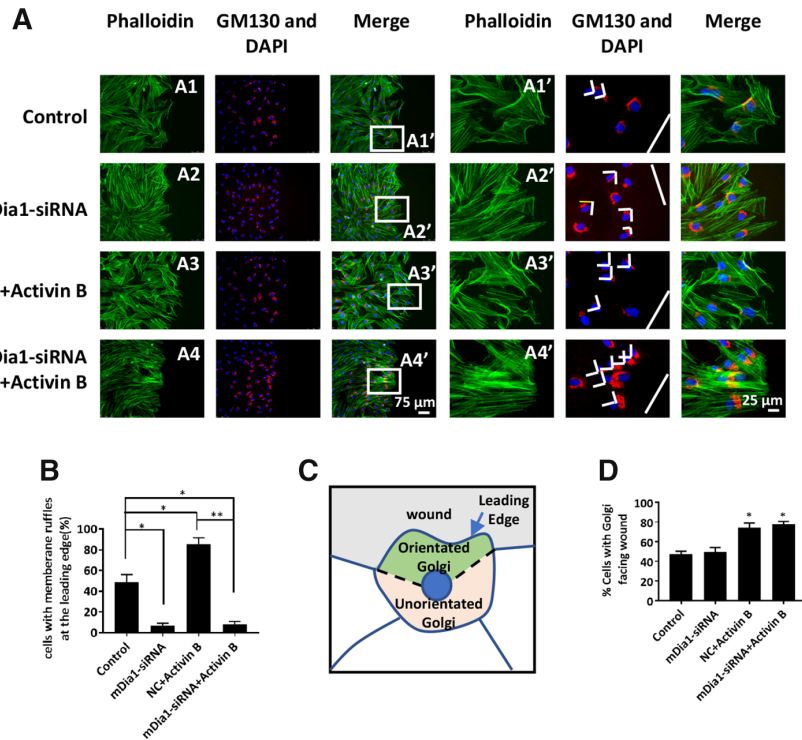 A
Phalloidin GM130 and DAPI Merge Phalloidin GM130 and DAPI Merge
Control A1 A1' A1'
Dia1-siRNA A2 A2' A2'
+Activin B A3 A3' A3'
Dia1-siRNA +Activin B A4 A4' A4'
75 µm 25 µm
B
cells with memberane ruffles at the leading edge(%)
100
80
60
40
20
0
* * * **
Control
mDia1-siRNA
NC+Activin B
mDia1-siRNA+Activin B
C
wound
Leading Edge
Orientated Golgi
Unorientated Golgi
D
% Cells with Golgi facing wound
100
80
60
40
20
0
* *
Control
mDia1-siRNA
NC+Activin B
mDia1-siRNA+Activin B